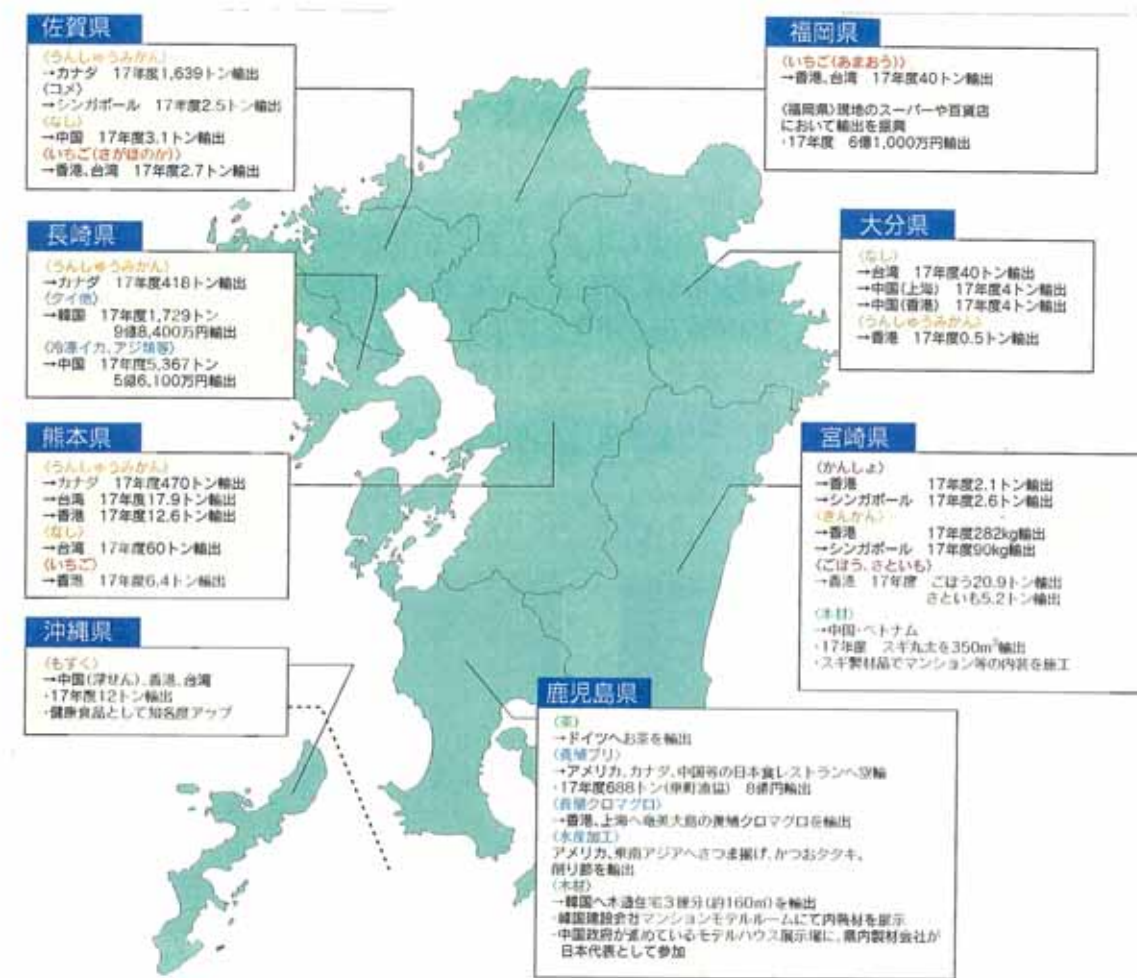 佐賀県
〈うんしゅうみかん〉
→カナダ 17年度1,639トン輸出
〈コメ〉
→シンガポール 17年度2.5トン輸出
〈なし〉
→中国 17年度3.1トン輸出
〈いちご(さがほのか)〉
→香港、台湾 17年度2.7トン輸出
福岡県
〈いちご(あまおう)〉
→香港、台湾 17年度40トン輸出
〈福岡県〉現地のスーパーや百貨店
において輸出を振興
・17年度 6億1,000万円輸出
長崎県
〈うんしゅうみかん〉
→カナダ 17年度418トン輸出
〈タイ他〉
→韓国 17年度1,729トン
9億8,400万円輸出
〈冷凍イカ、アジ類等〉
→中国 17年度5,367トン
5億6,100万円輸出
大分県
〈なし〉
→台湾 17年度40トン輸出
→中国(上海) 17年度4トン輸出
→中国(香港) 17年度4トン輸出
〈うんしゅうみかん〉
→香港 17年度0.5トン輸出
熊本県
〈うんしゅうみかん〉
→カナダ 17年度470トン輸出
→台湾 17年度17.9トン輸出
→香港 17年度12.6トン輸出
〈なし〉
→台湾 17年度60トン輸出
〈いちご〉
→香港 17年度6.4トン輸出
宮崎県
〈かんしょ〉
→香港 17年度2.1トン輸出
→シンガポール 17年度2.6トン輸出
〈きんかん〉
→香港 17年度282kg輸出
→シンガポール 17年度90kg輸出
〈ごぼう、さといも〉
→香港 17年度 ごぼう20.9トン輸出
さといも5.2トン輸出
〈木材〉
→中国・ベトナム
・17年度 スギ丸太を350m³輸出
・スギ製材品でマンション等の内装を施工
沖縄県
〈もずく〉
→中国(深せん)、香港、台湾
・17年度12トン輸出
・健康食品として知名度アップ
鹿児島県
〈茶〉
→ドイツへお茶を輸出
〈養殖ブリ〉
→アメリカ、カナダ、中国等の日本食レストランへ空輸
・17年度688トン(東町漁協) 8億円輸出
〈養殖クロマグロ〉
→香港、上海へ奄美大島の養殖クロマグロを輸出
〈水産加工〉
アメリカ、東南アジアへさつま揚げ、かつおタタキ、
削り節を輸出
〈木材〉
→韓国へ木造住宅3棟分(約160㎥)を輸出
・韓国建設会社マンションモデルルームにて内装材を展示
・中国政府が進めているモデルハウス展示場に、県内製材会社が
日本代表として参加